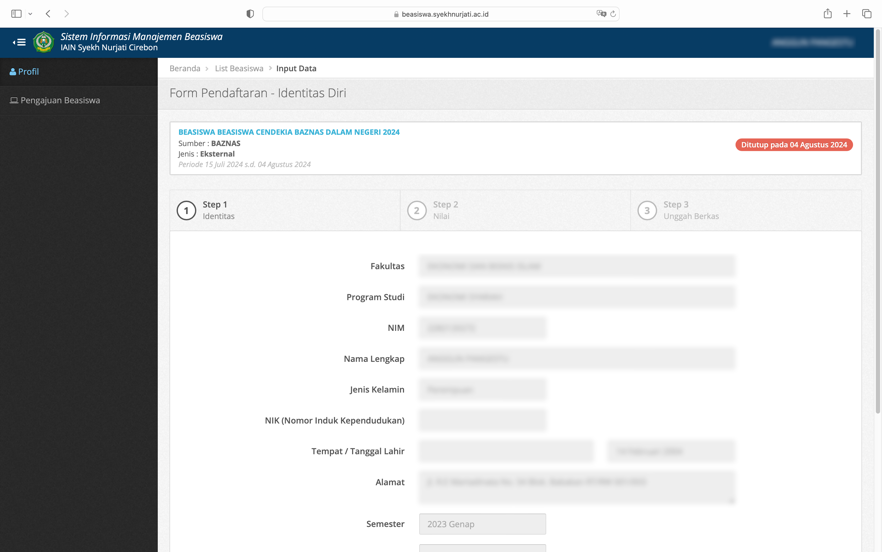 beasiswa.syekhnurjati.ac.id
Sistem Informasi Manajemen Beasiswa
IAIN Syekh Nurjati Cirebon
Profil
Pengajuan Beasiswa
Beranda > List Beasiswa > Input Data
Form Pendaftaran - Identitas Diri
BEASISWA BEASISWA CENDEKIA BAZNAS DALAM NEGERI 2024
Sumber : BAZNAS
Jenis : Eksternal
Periode 15 Juli 2024 s.d. 04 Agustus 2024
Ditutup pada 04 Agustus 2024
1 Step 1
Identitas
2 Step 2
Nilai
3 Step 3
Unggah Berkas
Fakultas
Program Studi
NIM
Nama Lengkap
Jenis Kelamin
NIK (Nomor Induk Kependudukan)
Tempat / Tanggal Lahir
Alamat
Semester 2023 Genap